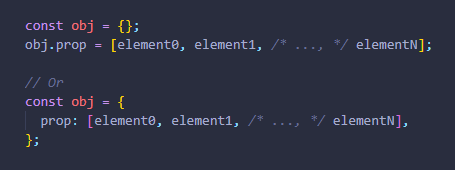 const obj = {};
obj.prop = [element0, element1, /* ..., */ elementN];

// Or
const obj = {
  prop: [element0, element1, /* ..., */ elementN],
};